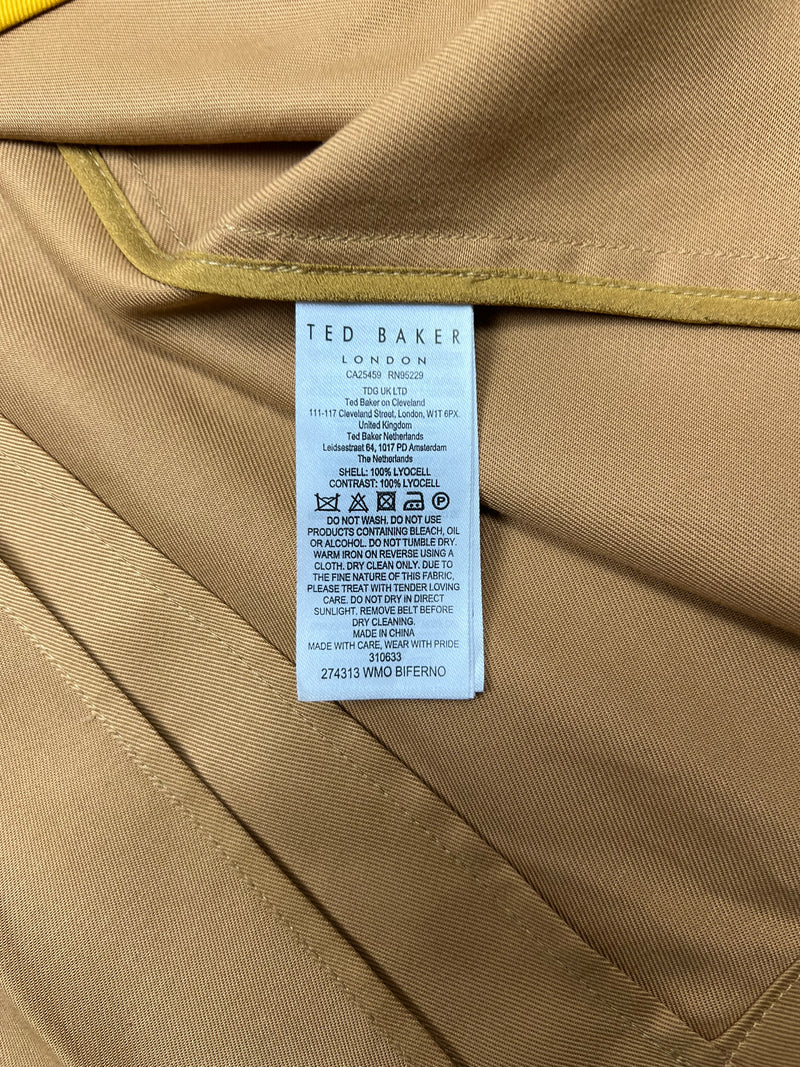 TED BAKER
LONDON
CA25459 RN95229
TDG UK LTD
Ted Baker on Cleveland
111-117 Cleveland Street, London, W1T 6PX.
United Kingdom
Ted Baker Netherlands
Leidsestraat 64, 1017 PD Amsterdam
The Netherlands
SHELL: 100% LYOCELL
CONTRAST: 100% LYOCELL
P
DO NOT WASH. DO NOT USE
PRODUCTS CONTAINING BLEACH, OIL
OR ALCOHOL. DO NOT TUMBLE DRY.
WARM IRON ON REVERSE USING A
CLOTH. DRY CLEAN ONLY. DUE TO
THE FINE NATURE OF THIS FABRIC,
PLEASE TREAT WITH TENDER LOVING
CARE. DO NOT DRY IN DIRECT
SUNLIGHT. REMOVE BELT BEFORE
DRY CLEANING.
MADE IN CHINA
MADE WITH CARE, WEAR WITH PRIDE
310633
274313 WMO BIFERNO